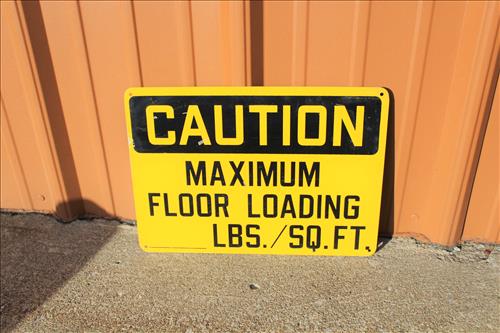 CAUTION
MAXIMUM
FLOOR LOADING
LBS./SQ.FT.